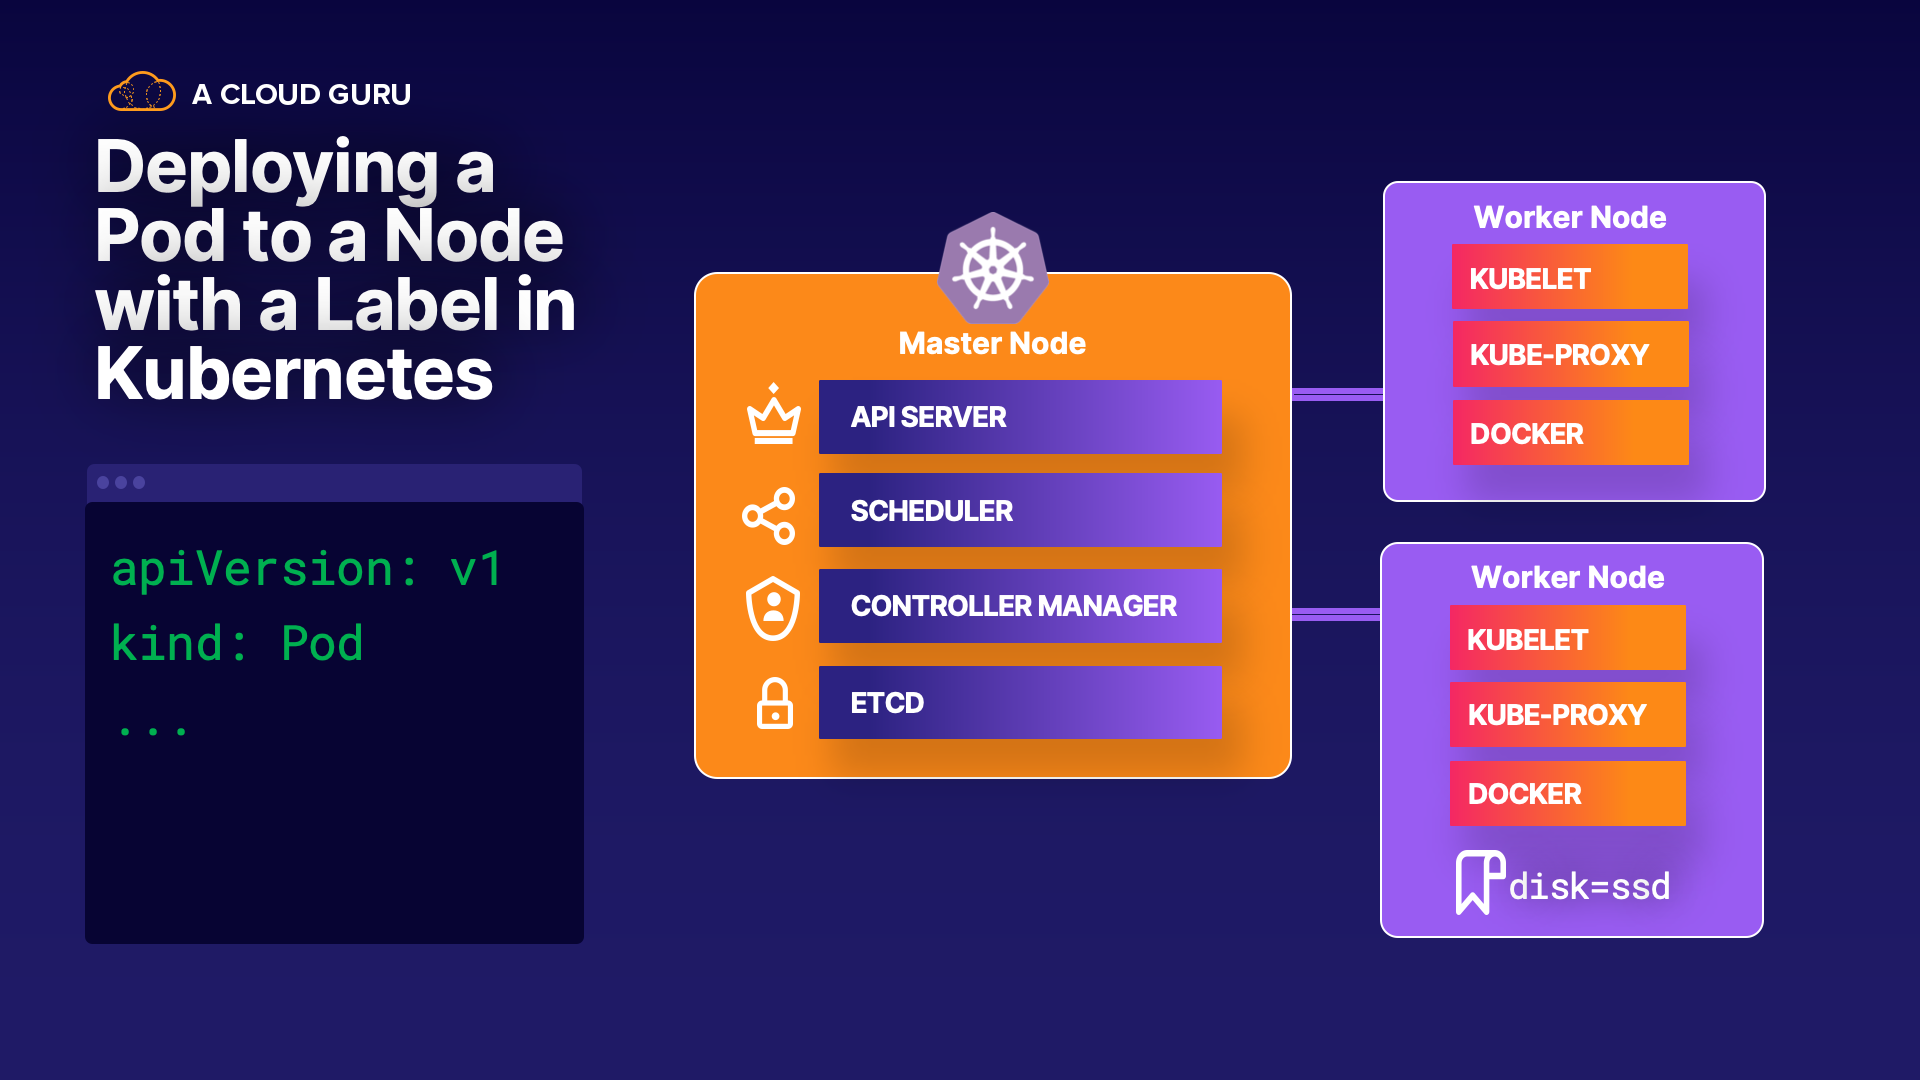 A CLOUD GURU
Deploying a
Pod to a Node
with a Label in
Kubernetes
apiVersion: v1
kind: Pod
...
Master Node
API SERVER
SCHEDULER
CONTROLLER MANAGER
ETCD
Worker Node
KUBELET
KUBE-PROXY
DOCKER
Worker Node
KUBELET
KUBE-PROXY
DOCKER
disk=ssd